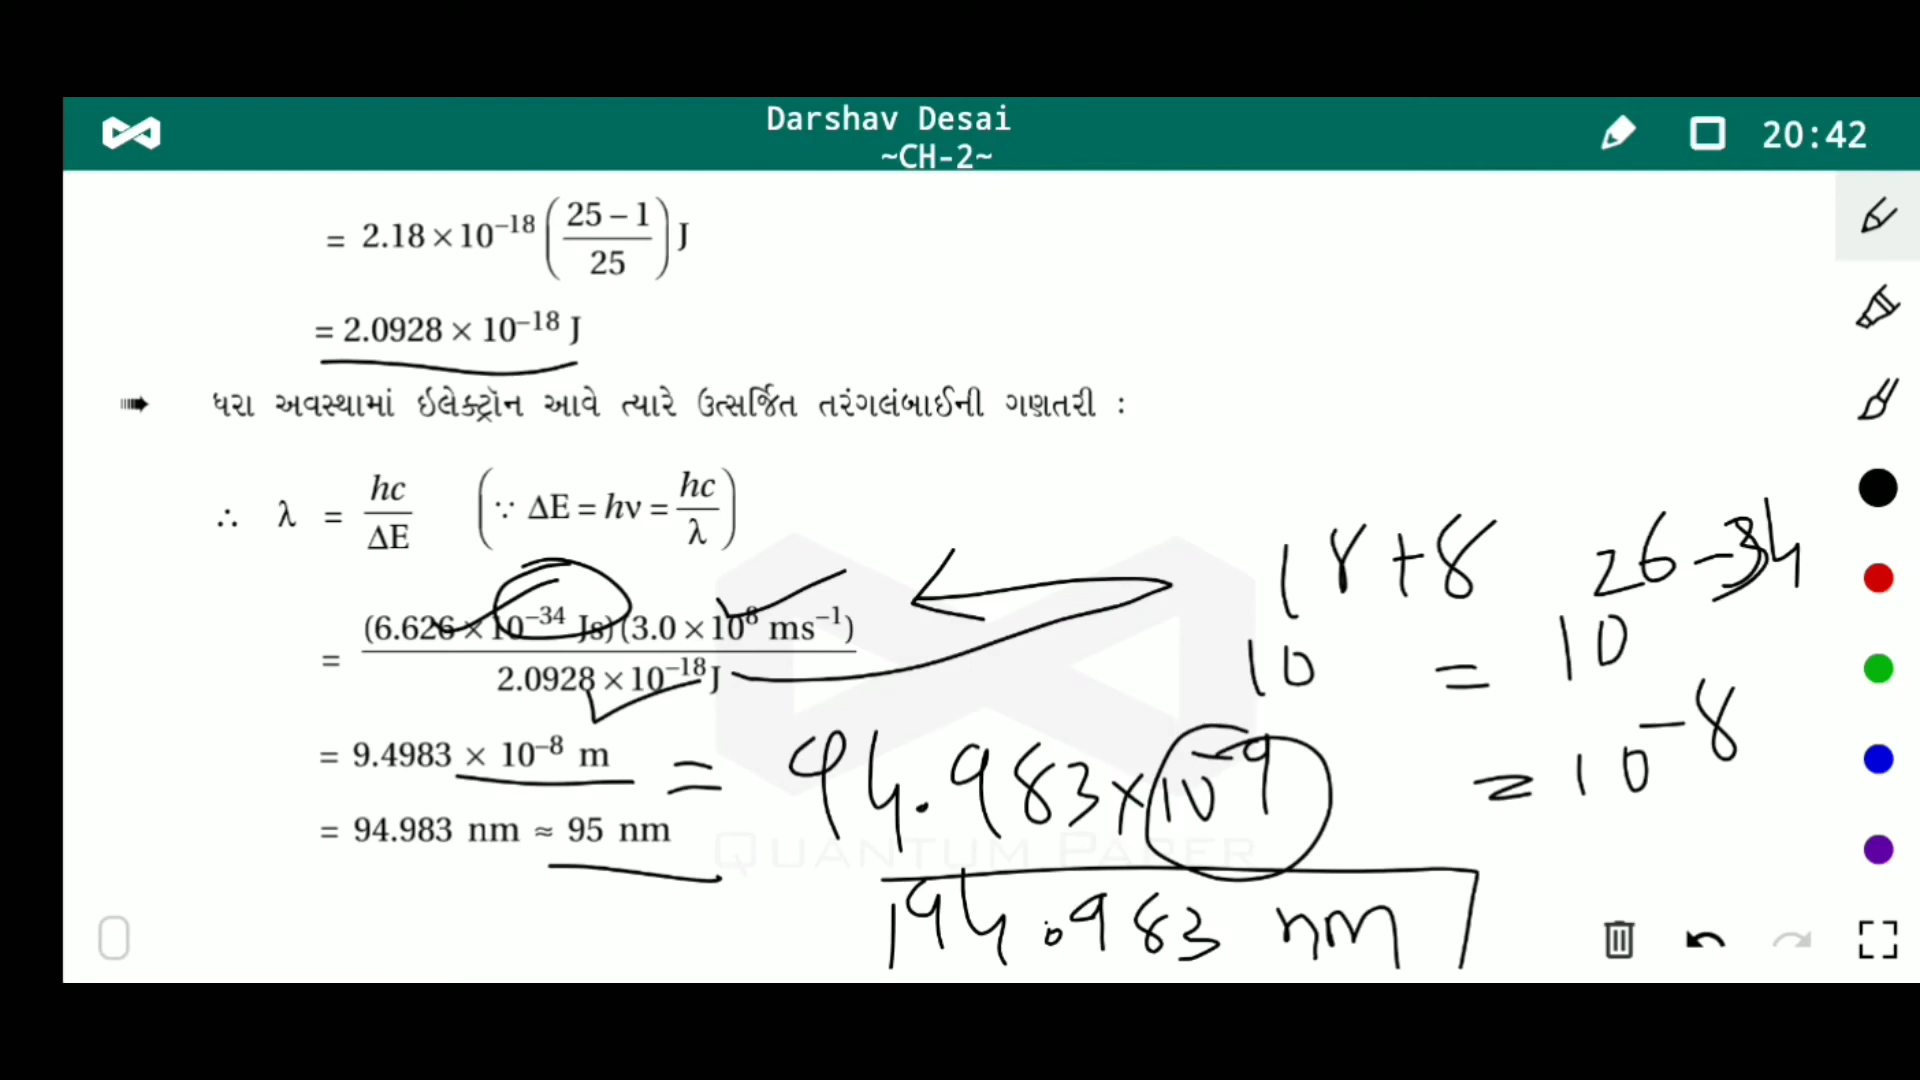 Darshav Desai
~CH-2~
20:42
= 2.18 × 10⁻¹⁸ ((25 – 1)/25) J
= 2.0928 × 10⁻¹⁸ J
➠ ધરા અવસ્થામાં ઇલેક્ટ્રૉન આવે ત્યારે ઉત્સર્જિત તરંગલંબાઈની ગણતરી :
∴ λ = hc/ΔE (∵ ΔE = hν = hc/λ)
= (6.626 × 10⁻³⁴ Js)(3.0 × 10⁸ ms⁻¹)/(2.0928 × 10⁻¹⁸ J)
18+8 26-34
10 = 10
= 9.4983 × 10⁻⁸ m = 94.983×10⁻⁹
= 10⁻⁸
= 94.983 nm ≈ 95 nm
QUANTUM PAPER
94.983 nm